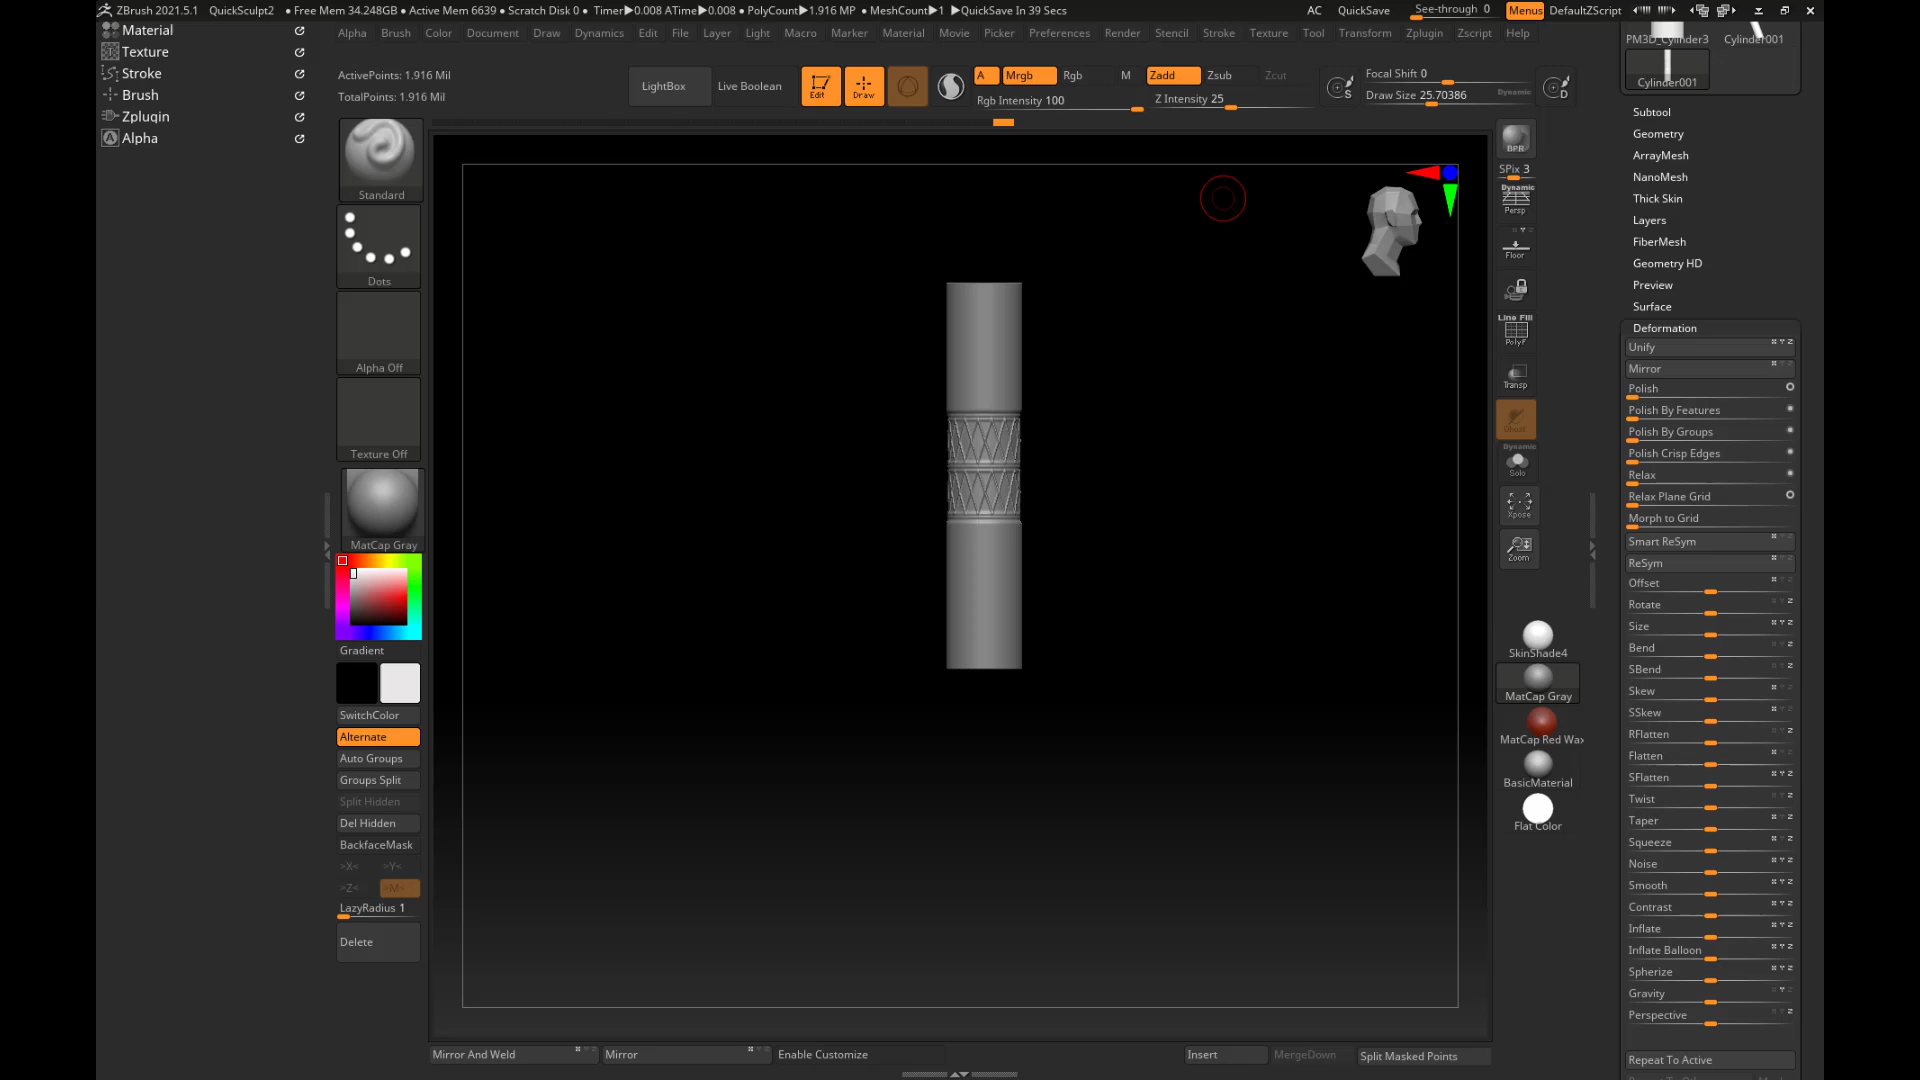 ZBrush 2021.5.1 QuickSculpt2 ● Free Mem 34.248GB ● Active Mem 6639 ● Scratch Disk 0 ● Timer▶0.008 ATime▶0.008 ● PolyCount▶1.916 MP ● MeshCount▶1 ▶QuickSave In 39 Secs AC QuickSave See-through 0 Menus DefaultZScript
Alpha Brush Color Document Draw Dynamics Edit File Layer Light Macro Marker Material Movie Picker Preferences Render Stencil Stroke Texture Tool Transform Zplugin Zscript Help
Material
Texture
Stroke
Brush
Zplugin
Alpha
ActivePoints: 1.916 Mil
TotalPoints: 1.916 Mil
LightBox
Live Boolean
Edit
Draw
A
Mrgb
Rgb
M
Zadd
Zsub
Zcut
Rgb Intensity 100
Z Intensity 25
S
Focal Shift 0
Draw Size 25.70386
Dynamic
D
Standard
Dots
Alpha Off
Texture Off
MatCap Gray
Gradient
SwitchColor
Alternate
Auto Groups
Groups Split
Split Hidden
Del Hidden
BackfaceMask
>X< >Y<
>Z< >M<
LazyRadius 1
Delete
BPR
SPix 3
Dynamic
Persp
Floor
Line Fill
PolyF
Transp
Ghost
Dynamic
Solo
Xpose
Zoom
SkinShade4
MatCap Gray
MatCap Red Wax
BasicMaterial
Flat Color
PM3D_Cylinder3 Cylinder001
Cylinder001
Subtool
Geometry
ArrayMesh
NanoMesh
Thick Skin
Layers
FiberMesh
Geometry HD
Preview
Surface
Deformation
Unify
Mirror
Polish
Polish By Features
Polish By Groups
Polish Crisp Edges
Relax
Relax Plane Grid
Morph to Grid
Smart ReSym
ReSym
Offset
Rotate
Size
Bend
SBend
Skew
SSkew
RFlatten
Flatten
SFlatten
Twist
Taper
Squeeze
Noise
Smooth
Contrast
Inflate
Inflate Balloon
Spherize
Gravity
Perspective
Repeat To Active
Mirror And Weld
Mirror
Enable Customize
Insert
MergeDown
Split Masked Points